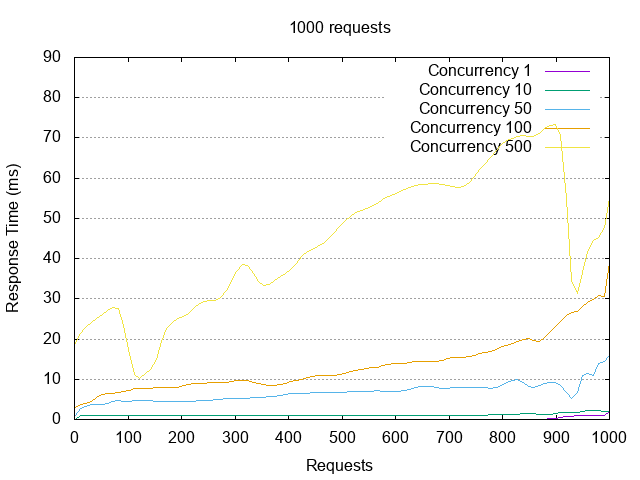 1000 requests
90
80
70
60
50
40
30
20
10
0
Response Time (ms)
Concurrency 1
Concurrency 10
Concurrency 50
Concurrency 100
Concurrency 500
0 100 200 300 400 500 600 700 800 900 1000
Requests